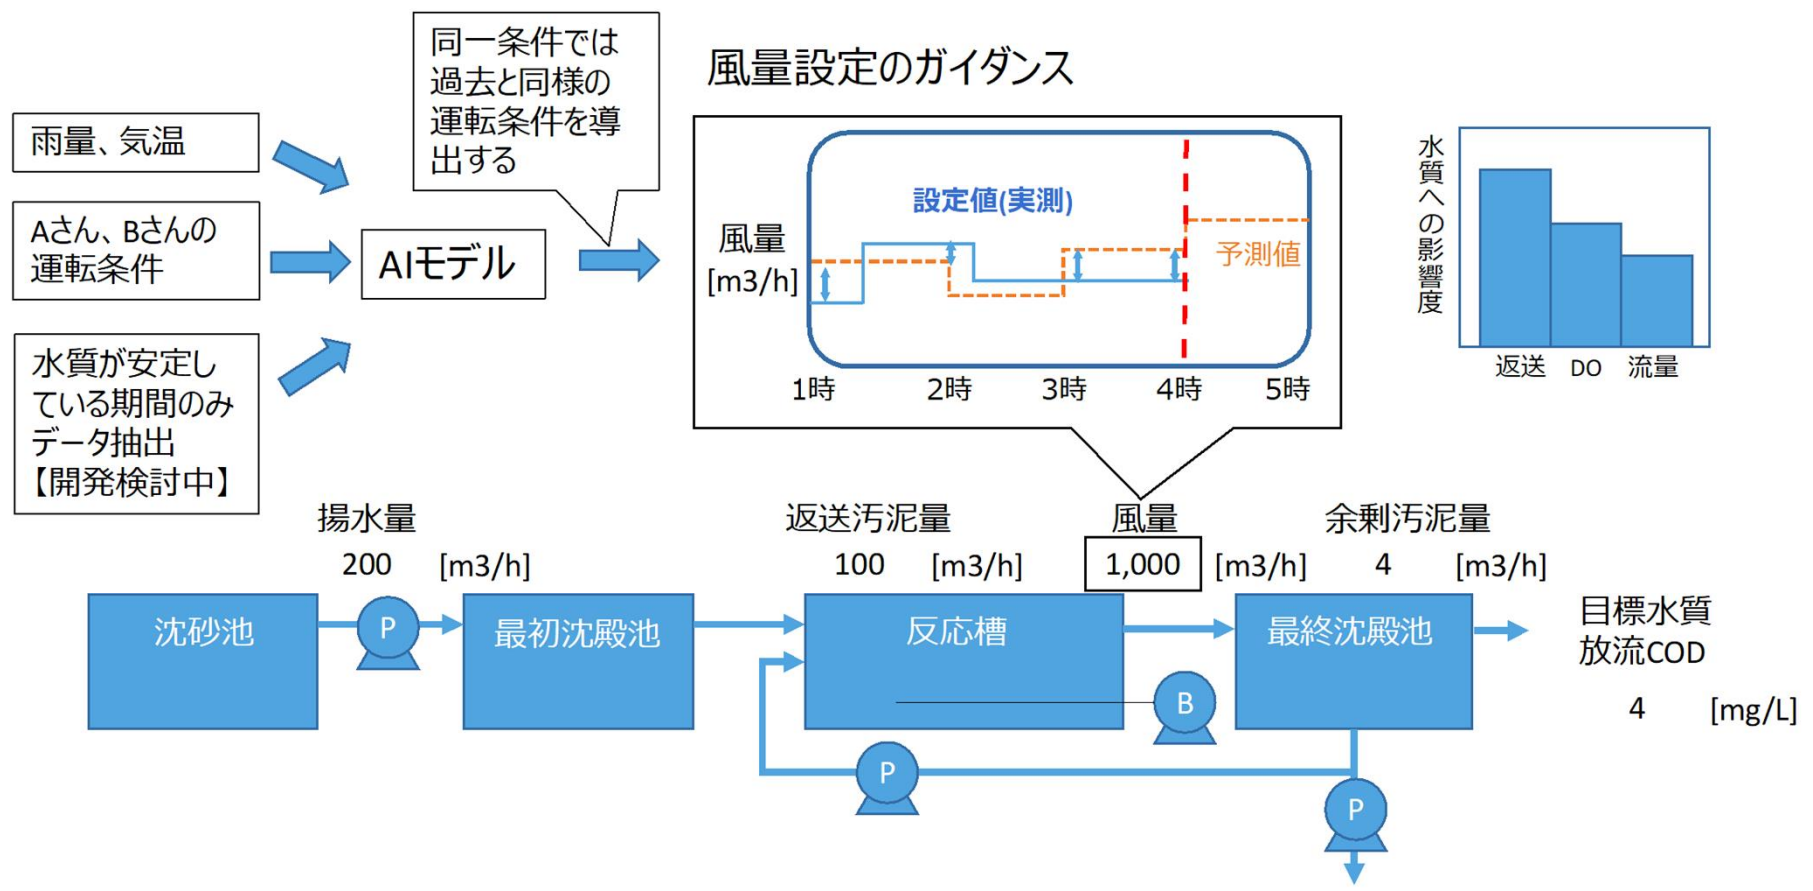 同一条件では
過去と同様の
運転条件を導
出する
風量設定のガイダンス
雨量、気温
Aさん、Bさんの
運転条件
水質が安定し
ている期間のみ
データ抽出
【開発検討中】
AIモデル
設定値(実測)
風量
[m3/h]
予測値
1時 2時 3時 4時 5時
水質への影響度
返送 DO 流量
揚水量
200 [m3/h]
返送汚泥量
100 [m3/h]
風量
1,000 [m3/h]
余剰汚泥量
4 [m3/h]
沈砂池
P
最初沈殿池
反応槽
B
最終沈殿池
P
P
目標水質
放流COD
4 [mg/L]